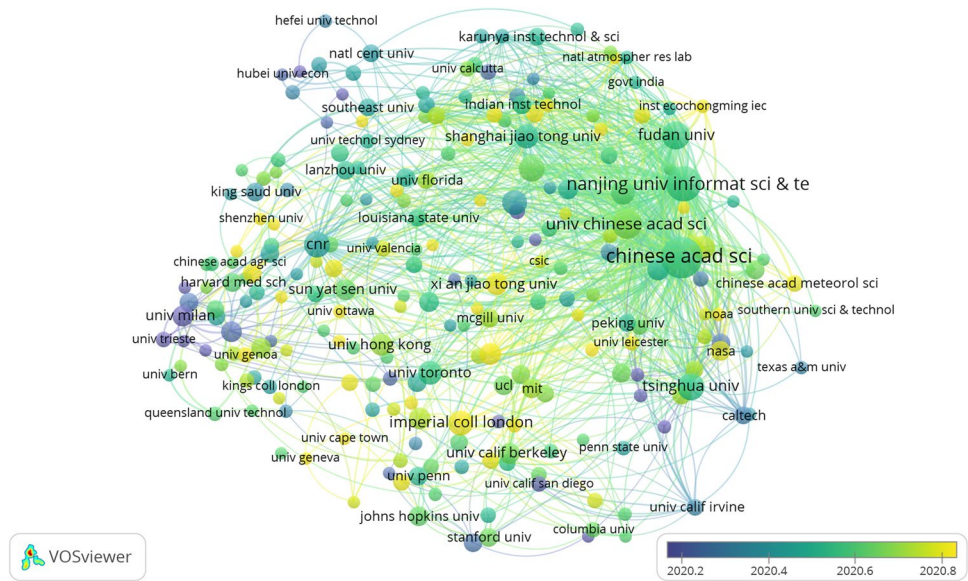 hefei univ technol
karunya inst technol & sci
natl cent univ
natl atmospher res lab
hubei univ econ
univ calcutta
govt india
southeast univ
indian inst technol
inst ecochongming iec
univ technol sydney
shanghai jiao tong univ
fudan univ
lanzhou univ
univ florida
nanjing univ informat sci & te
king saud univ
shenzhen univ
louisiana state univ
univ chinese acad sci
cnr
univ valencia
chinese acad sci
chinese acad agr sci
csic
harvard med sch
sun yat sen univ
xi an jiao tong univ
chinese acad meteorol sci
univ ottawa
univ milan
mcgill univ
peking univ
noaa
southern univ sci & technol
univ trieste
univ genoa
univ hong kong
univ leicester
nasa
univ bern
kings coll london
univ toronto
ucl
mit
tsinghua univ
texas a&m univ
queensland univ technol
imperial coll london
caltech
univ cape town
univ geneva
univ calif berkeley
penn state univ
univ penn
univ calif san diego
univ calif irvine
johns hopkins univ
stanford univ
columbia univ
VOSviewer
2020.2 2020.4 2020.6 2020.8